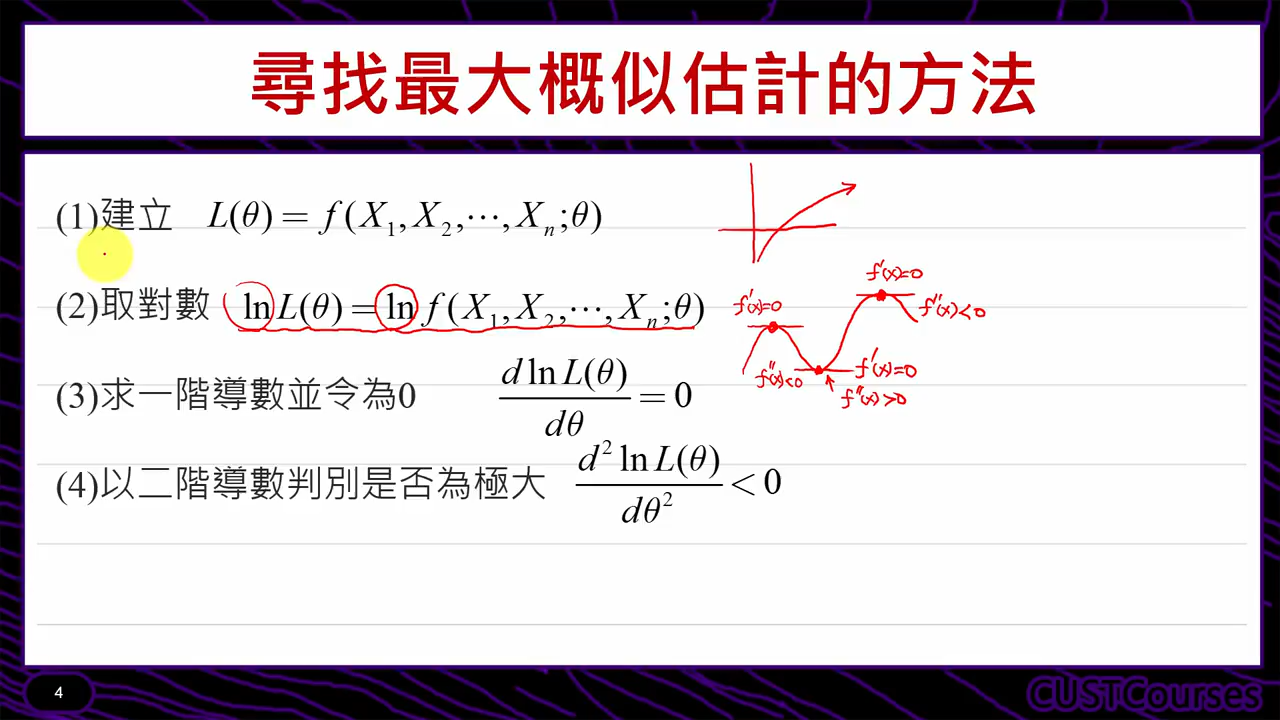 尋找最大概似估計的方法
(1)建立 L(θ) = f(X₁, X₂, ⋯, Xₙ;θ)
(2)取對數 ln L(θ) = ln f(X₁, X₂, ⋯, Xₙ;θ)
(3)求一階導數並令為0 d ln L(θ) / dθ = 0
(4)以二階導數判別是否為極大 d² ln L(θ) / dθ² < 0
f'(x)=0
f''(x)<0
f'(x)=0
f''(x)<0
f'(x)=0
f''(x)>0
4
CUSTCourses